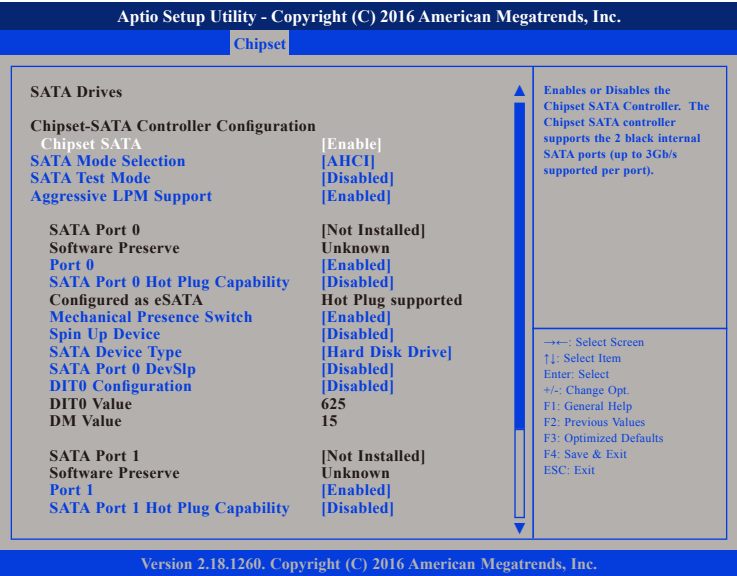 Aptio Setup Utility - Copyright (C) 2016 American Megatrends, Inc.
Chipset
SATA Drives
Chipset-SATA Controller Configuration
Chipset SATA [Enable]
SATA Mode Selection [AHCI]
SATA Test Mode [Disabled]
Aggressive LPM Support [Enabled]
SATA Port 0 [Not Installed]
Software Preserve Unknown
Port 0 [Enabled]
SATA Port 0 Hot Plug Capability [Disabled]
Configured as eSATA Hot Plug supported
Mechanical Presence Switch [Enabled]
Spin Up Device [Disabled]
SATA Device Type [Hard Disk Drive]
SATA Port 0 DevSlp [Disabled]
DIT0 Configuration [Disabled]
DIT0 Value 625
DM Value 15
SATA Port 1 [Not Installed]
Software Preserve Unknown
Port 1 [Enabled]
SATA Port 1 Hot Plug Capability [Disabled]
Enables or Disables the
Chipset SATA Controller. The
Chipset SATA controller
supports the 2 black internal
SATA ports (up to 3Gb/s
supported per port).
→←: Select Screen
↑↓: Select Item
Enter: Select
+/-: Change Opt.
F1: General Help
F2: Previous Values
F3: Optimized Defaults
F4: Save & Exit
ESC: Exit
Version 2.18.1260. Copyright (C) 2016 American Megatrends, Inc.